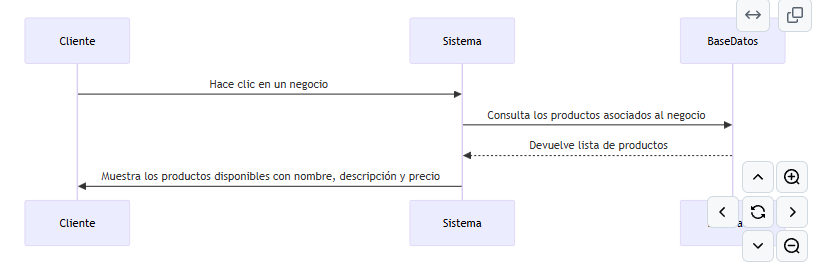 Cliente
Sistema
BaseDatos
Hace clic en un negocio
Consulta los productos asociados al negocio
Devuelve lista de productos
Muestra los productos disponibles con nombre, descripción y precio
Cliente
Sistema